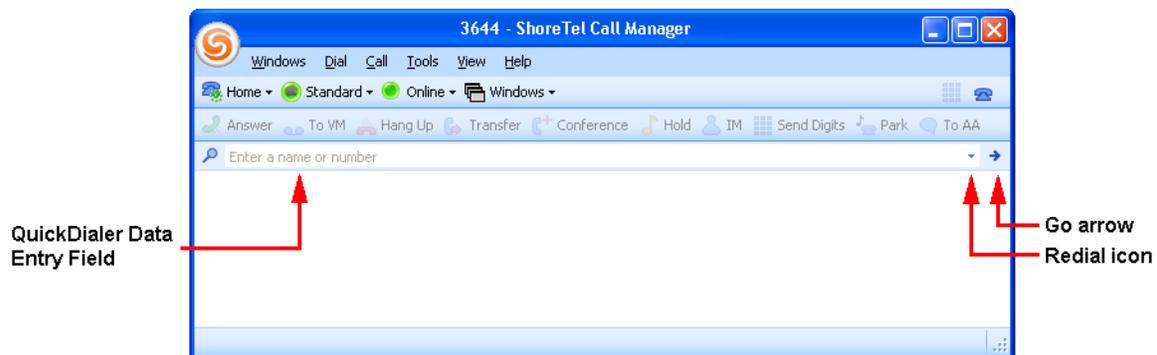 3644 - ShoreTel Call Manager
Windows Dial Call Tools View Help
Home Standard Online Windows
Answer To VM Hang Up Transfer Conference Hold IM Send Digits Park To AA
Enter a name or number
QuickDialer Data
Entry Field
Go arrow
Redial icon